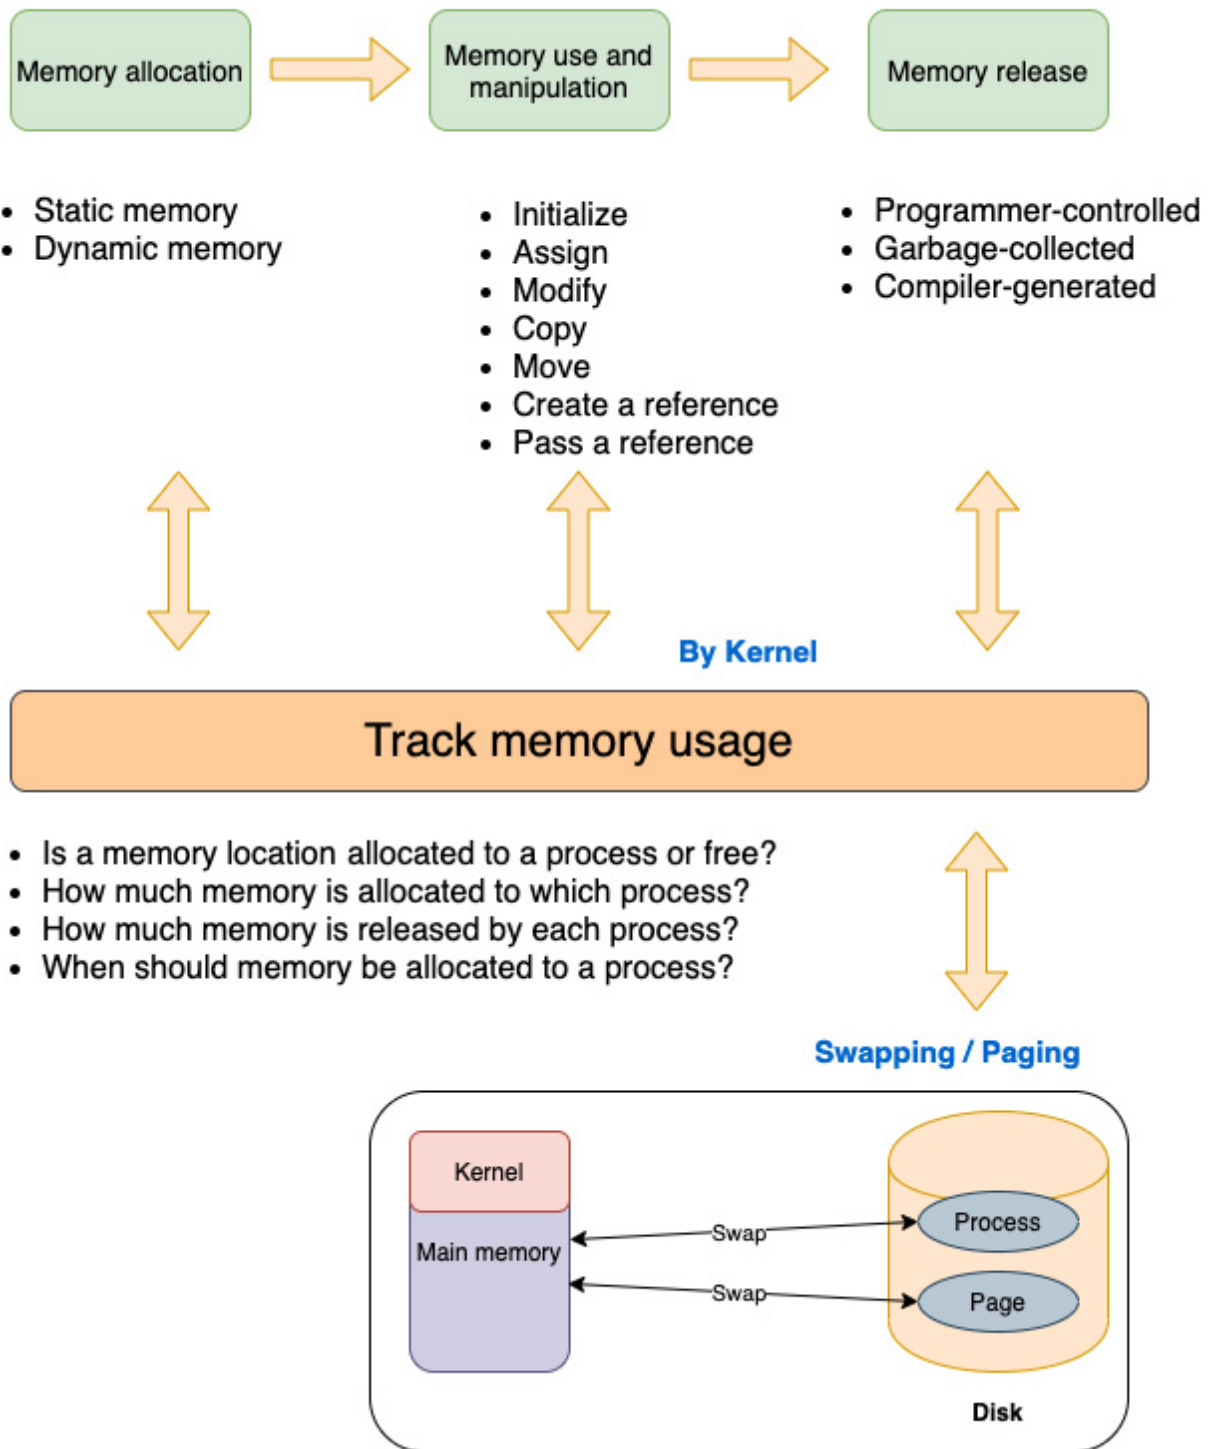 Memory allocation
Memory use and
manipulation
Memory release
• Static memory
• Dynamic memory
• Initialize
• Assign
• Modify
• Copy
• Move
• Create a reference
• Pass a reference
• Programmer-controlled
• Garbage-collected
• Compiler-generated
By Kernel
Track memory usage
• Is a memory location allocated to a process or free?
• How much memory is allocated to which process?
• How much memory is released by each process?
• When should memory be allocated to a process?
Swapping / Paging
Kernel
Main memory
Swap
Process
Swap
Page
Disk